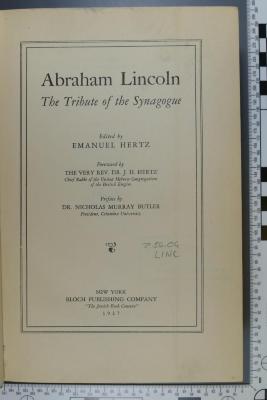 Abraham Lincoln
The Tribute of the Synagogue
Edited by
EMANUEL HERTZ
Foreword by
THE VERY REV. DR. J. H. HERTZ
Chief Rabbi of the United Hebrew Congregations
of the British Empire
Preface by
DR. NICHOLAS MURRAY BUTLER
President, Columbia University
NEW YORK
BLOCH PUBLISHING COMPANY
"The Jewish Book Concern"
1927
LINC